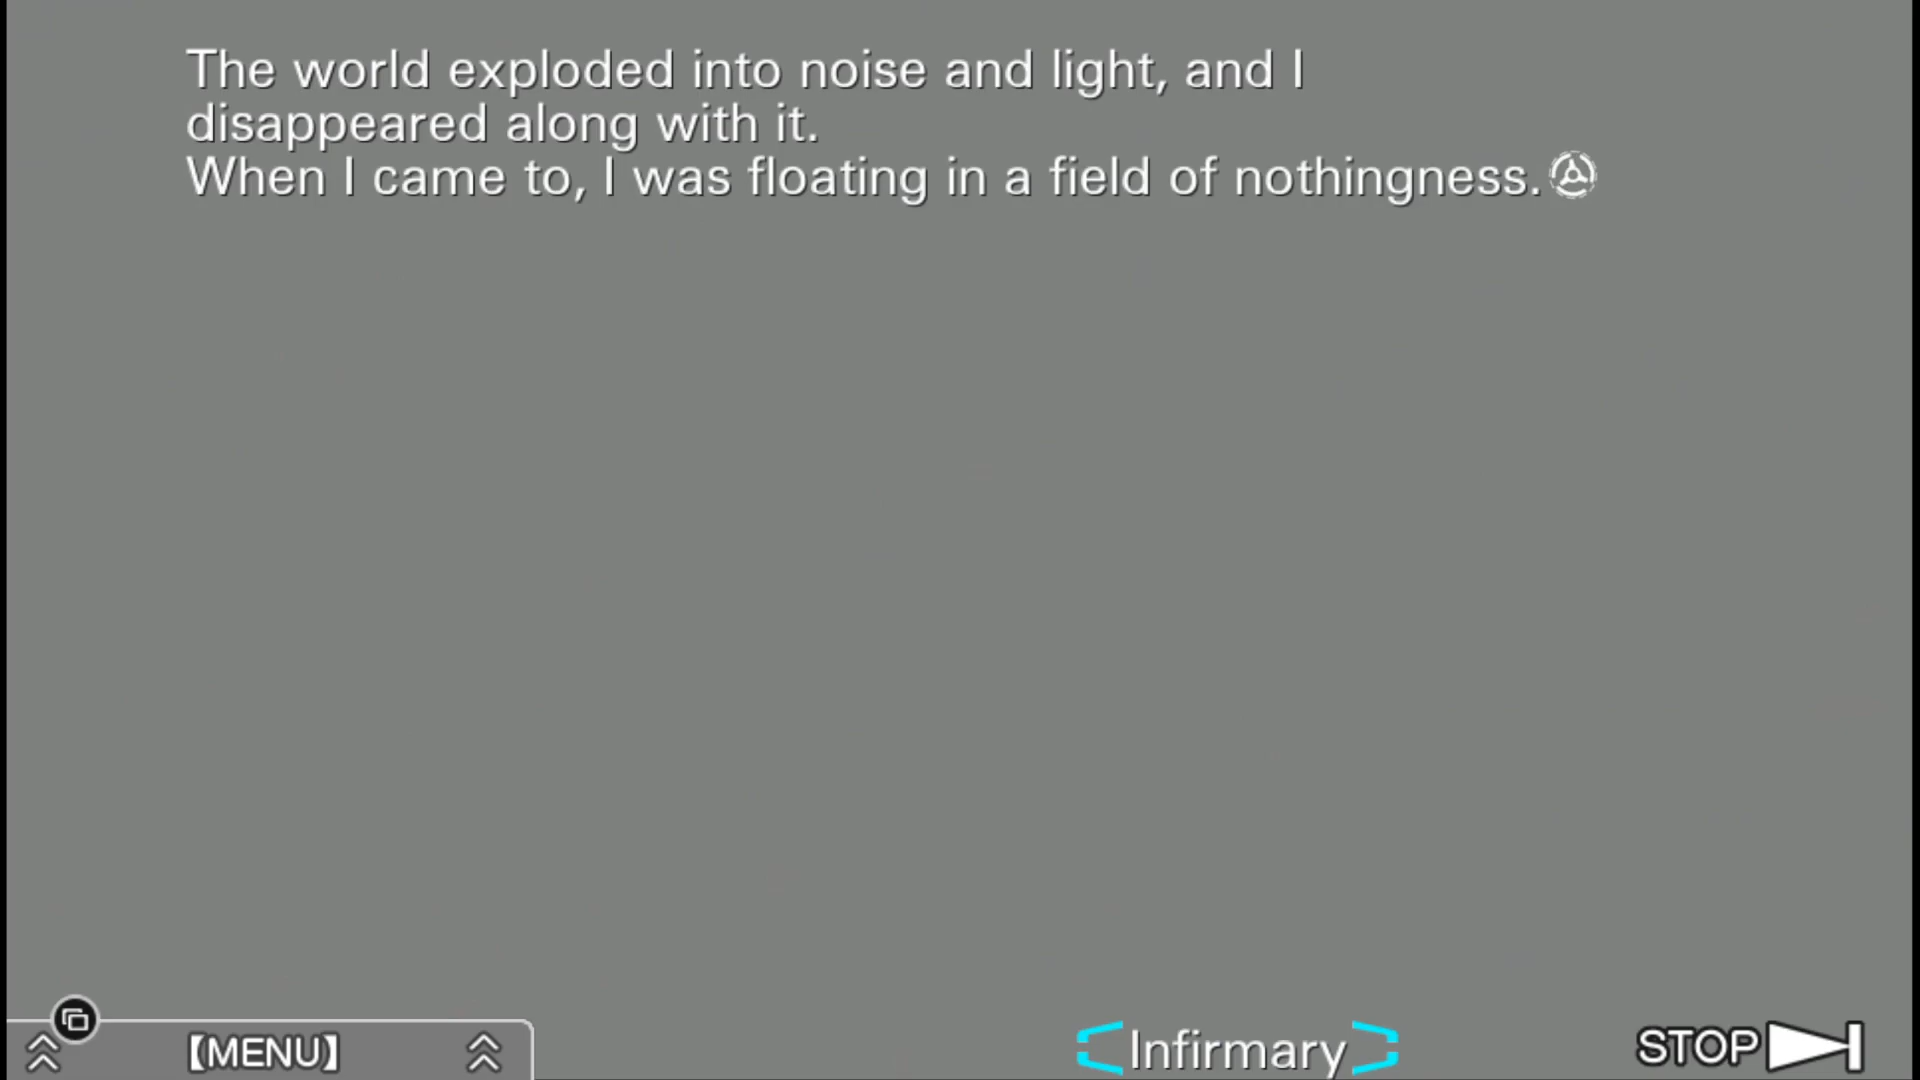 The world exploded into noise and light, and I
disappeared along with it.
When I came to, I was floating in a field of nothingness.
【MENU】
Infirmary
STOP